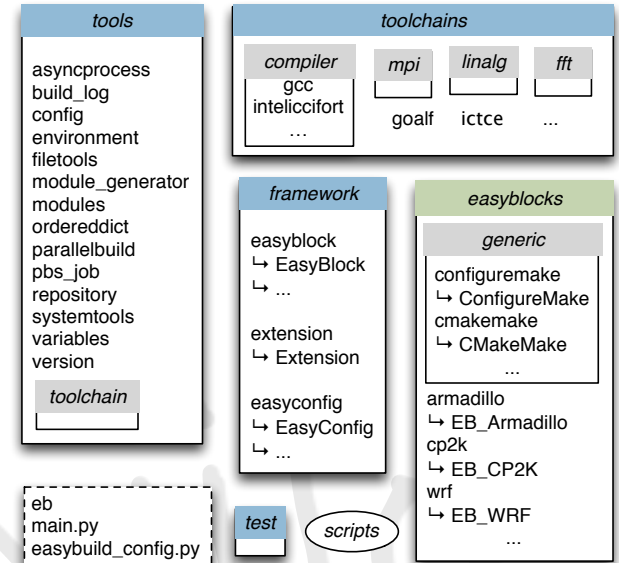 tools
asyncprocess
build_log
config
environment
filetools
module_generator
modules
ordereddict
parallelbuild
pbs_job
repository
systemtools
variables
version
toolchain
toolchains
compiler
gcc
inteliccifort
...
mpi
linalg
fft
goalf
ictce
...
framework
easyblock
↳ EasyBlock
↳ ...
extension
↳ Extension
easyconfig
↳ EasyConfig
↳ ...
easyblocks
generic
configuremake
↳ ConfigureMake
cmakemake
↳ CMakeMake
...
armadillo
↳ EB_Armadillo
cp2k
↳ EB_CP2K
wrf
↳ EB_WRF
...
eb
main.py
easybuild_config.py
test
scripts